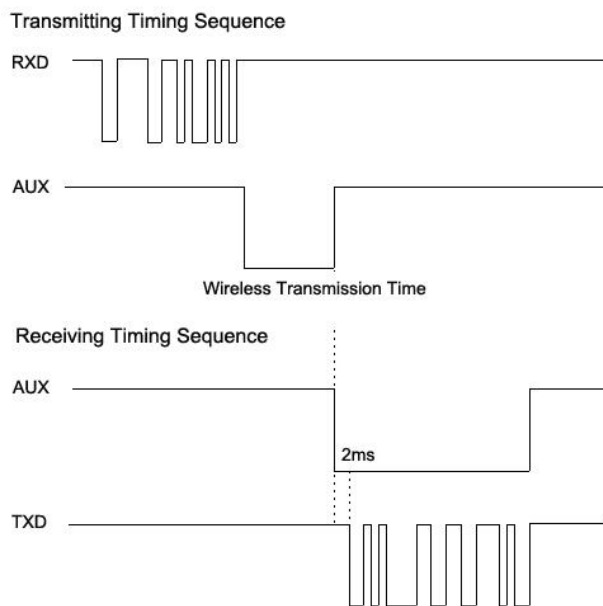 Transmitting Timing Sequence
RXD
AUX
Wireless Transmission Time
Receiving Timing Sequence
AUX
2ms
TXD